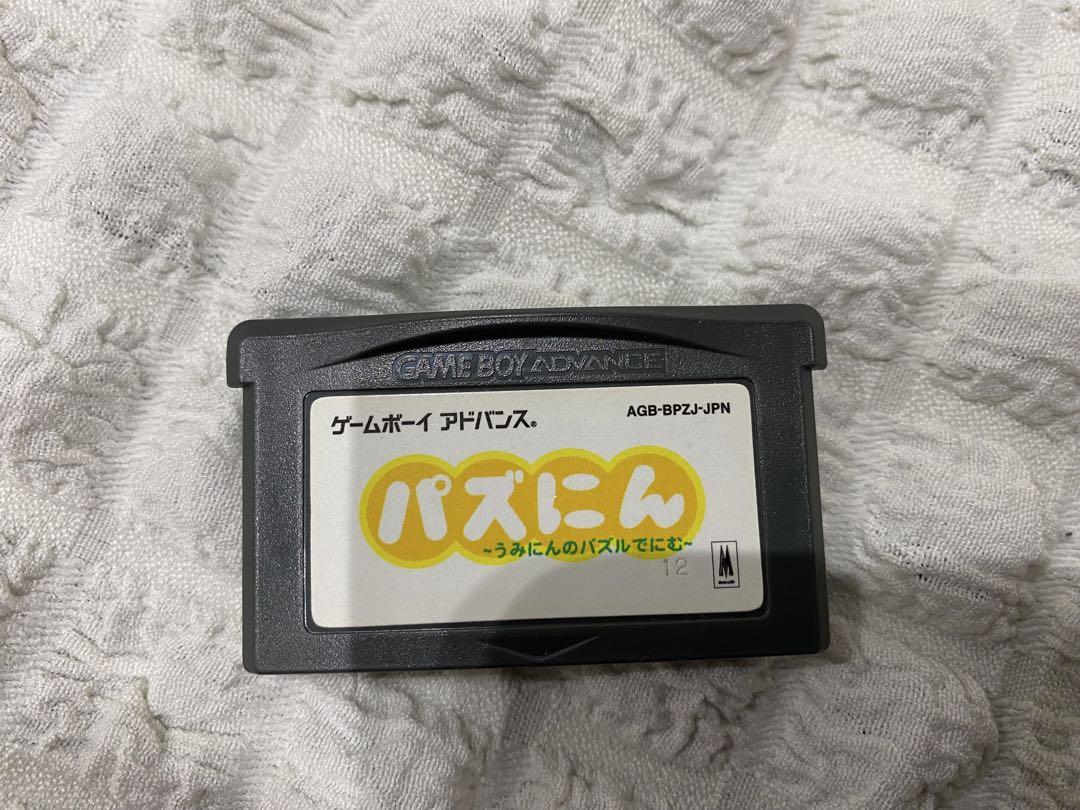 GAME BOY ADVANCE
ゲームボーイ アドバンス®
AGB-BPZJ-JPN
パズにん
~うみにんのパズルでにむ~
12